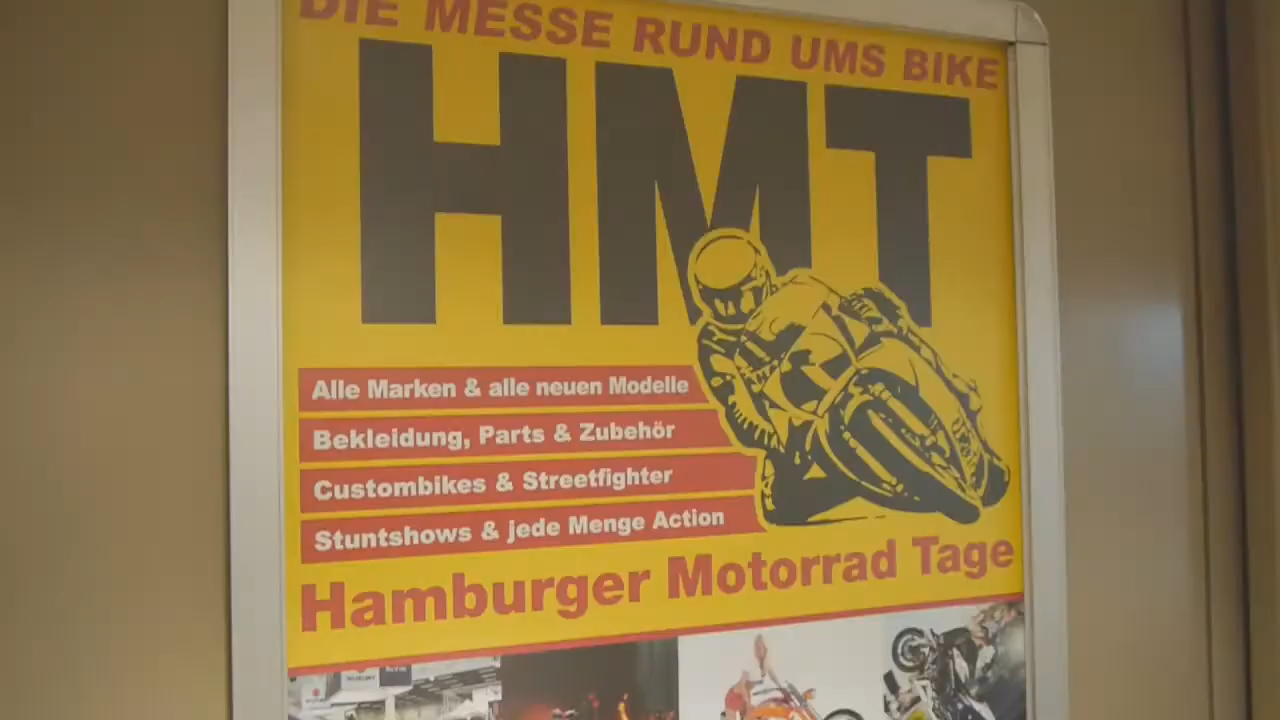 DIE MESSE RUND UMS BIKE
HMT
Alle Marken & alle neuen Modelle
Bekleidung, Parts & Zubehör
Custombikes & Streetfighter
Stuntshows & jede Menge Action
Hamburger Motorrad Tage